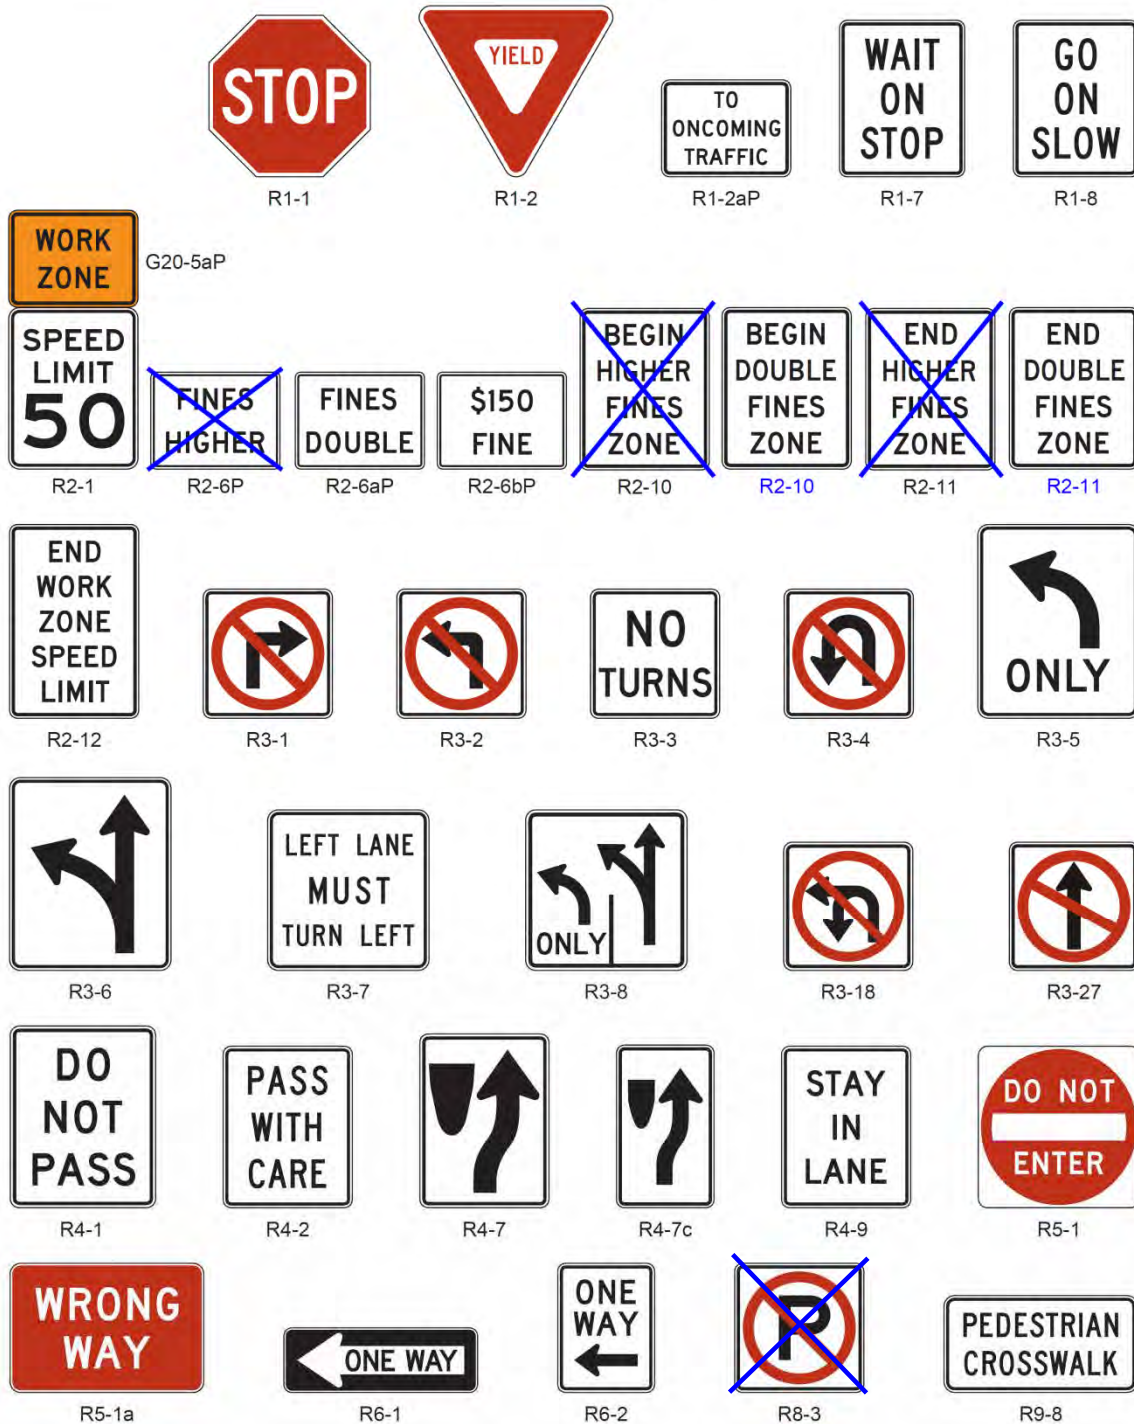 STOP
R1-1
YIELD
R1-2
TO
ONCOMING
TRAFFIC
R1-2aP
WAIT
ON
STOP
R1-7
GO
ON
SLOW
R1-8
WORK
ZONE
G20-5aP
SPEED
LIMIT
50
R2-1
FINES
HIGHER
R2-6P
FINES
DOUBLE
R2-6aP
$150
FINE
R2-6bP
BEGIN
HIGHER
FINES
ZONE
R2-10
BEGIN
DOUBLE
FINES
ZONE
R2-10
END
HIGHER
FINES
ZONE
R2-11
END
DOUBLE
FINES
ZONE
R2-11
END
WORK
ZONE
SPEED
LIMIT
R2-12
R3-1
R3-2
NO
TURNS
R3-3
R3-4
ONLY
R3-5
R3-6
LEFT LANE
MUST
TURN LEFT
R3-7
ONLY
R3-8
R3-18
R3-27
DO
NOT
PASS
R4-1
PASS
WITH
CARE
R4-2
R4-7
R4-7c
STAY
IN
LANE
R4-9
DO NOT
ENTER
R5-1
WRONG
WAY
R5-1a
ONE WAY
R6-1
ONE
WAY
R6-2
P
R8-3
PEDESTRIAN
CROSSWALK
R9-8